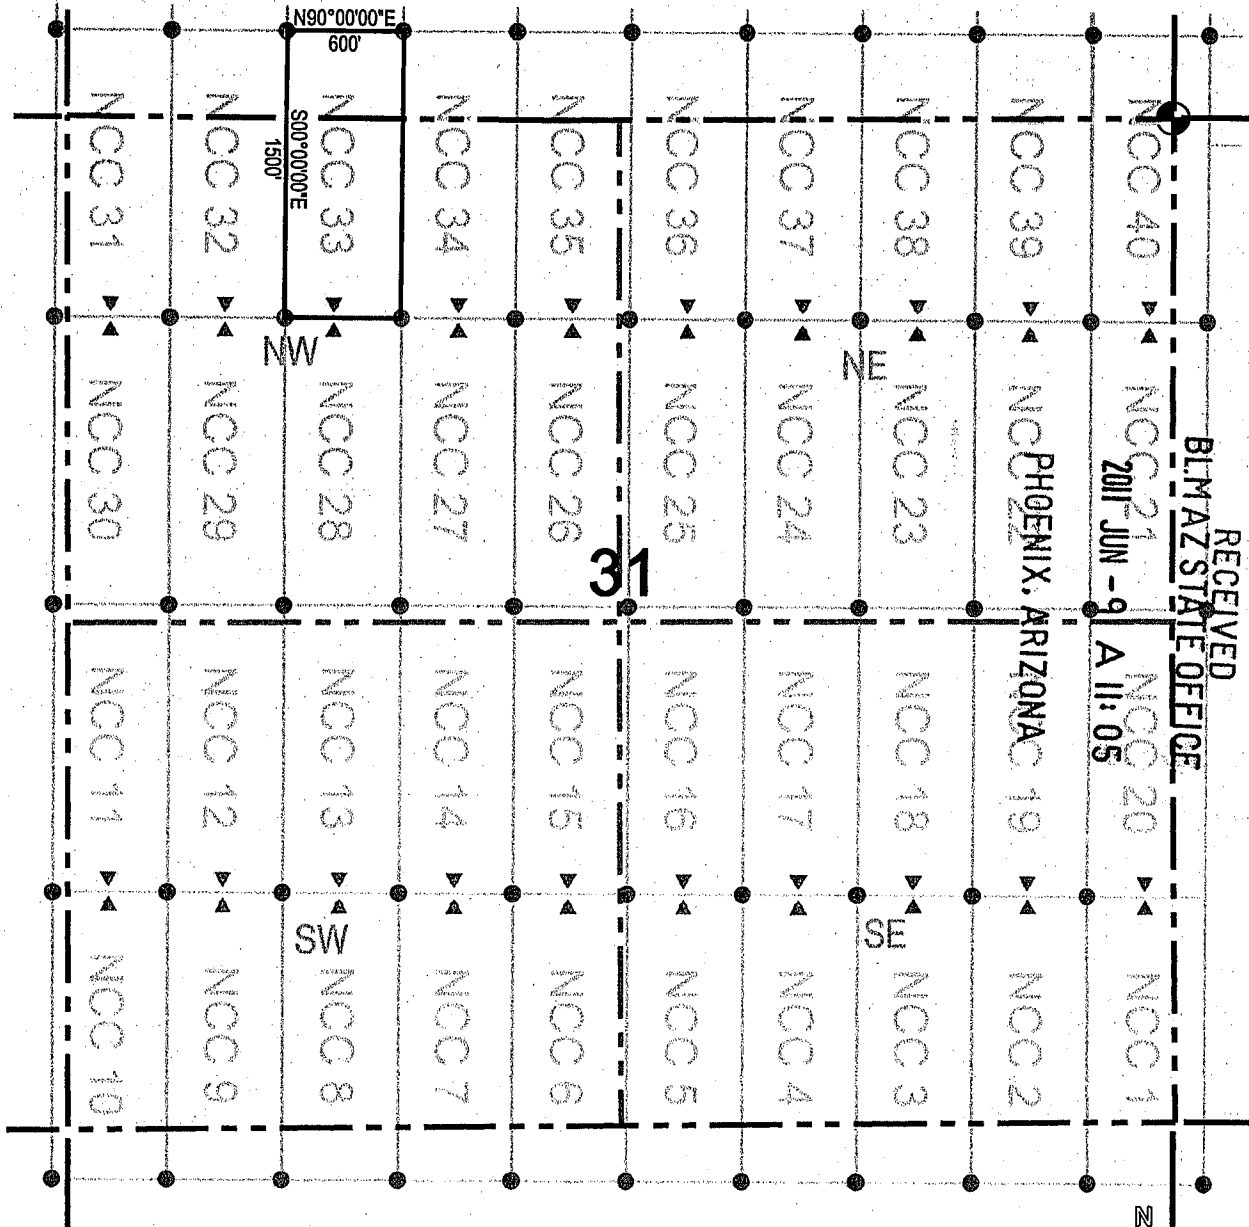 N90°00'00"E
600'
S00°00'00"E
1500'
NCC 31
NCC 32
NCC 33
NCC 34
NCC 35
NCC 36
NCC 37
NCC 38
NCC 39
NCC 40
NW
NE
NCC 30
NCC 29
NCC 28
NCC 27
NCC 26
NCC 25
NCC 24
NCC 23
NCC 22
NCC 21
31
RECEIVED
BLM AZ STATE OFFICE
2011 JUN -9 A 11: 05
PHOENIX, ARIZONA
NCC 11
NCC 12
NCC 13
NCC 14
NCC 15
NCC 16
NCC 17
NCC 18
NCC 19
NCC 20
SW
SE
NCC 10
NCC 9
NCC 8
NCC 7
NCC 6
NCC 5
NCC 4
NCC 3
NCC 2
NCC 1
N